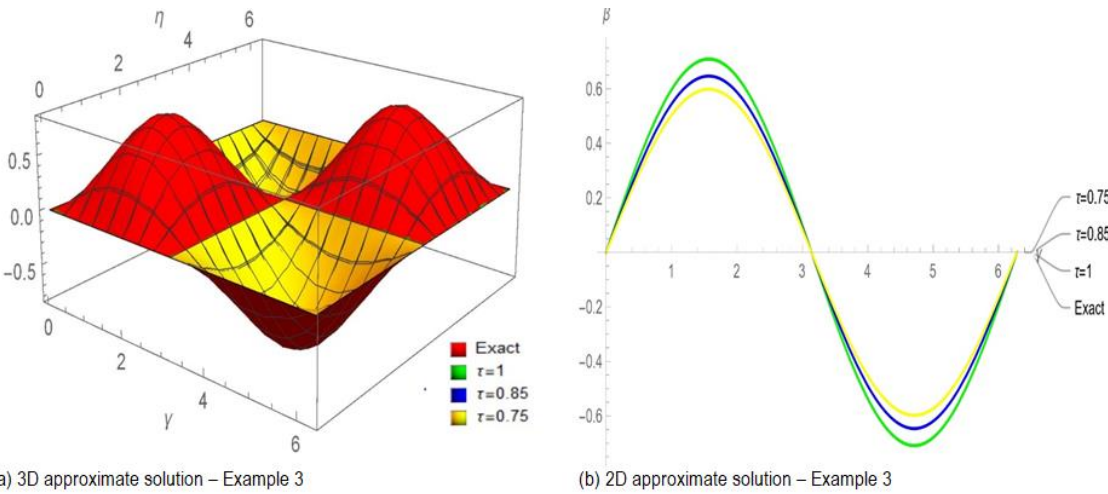 η
6
4
2
0
0.5
0.0
−0.5
0
2
4
6
γ
Exact
τ=1
τ=0.85
τ=0.75
a) 3D approximate solution – Example 3
β
0.6
0.4
0.2
−0.2
−0.4
−0.6
1
2
3
4
5
6
τ=0.75
τ=0.85
τ=1
Exact
(b) 2D approximate solution – Example 3